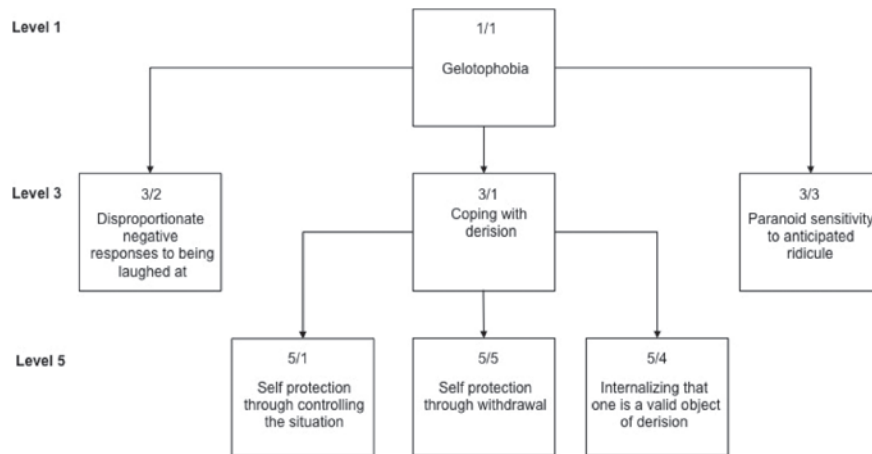 Level 1
1/1
Gelotophobia
Level 3
3/2
Disproportionate
negative
responses to being
laughed at
3/1
Coping with
derision
3/3
Paranoid sensitivity
to anticipated
ridicule
Level 5
5/1
Self protection
through controlling
the situation
5/5
Self protection
through withdrawal
5/4
Internalizing that
one is a valid object
of derision